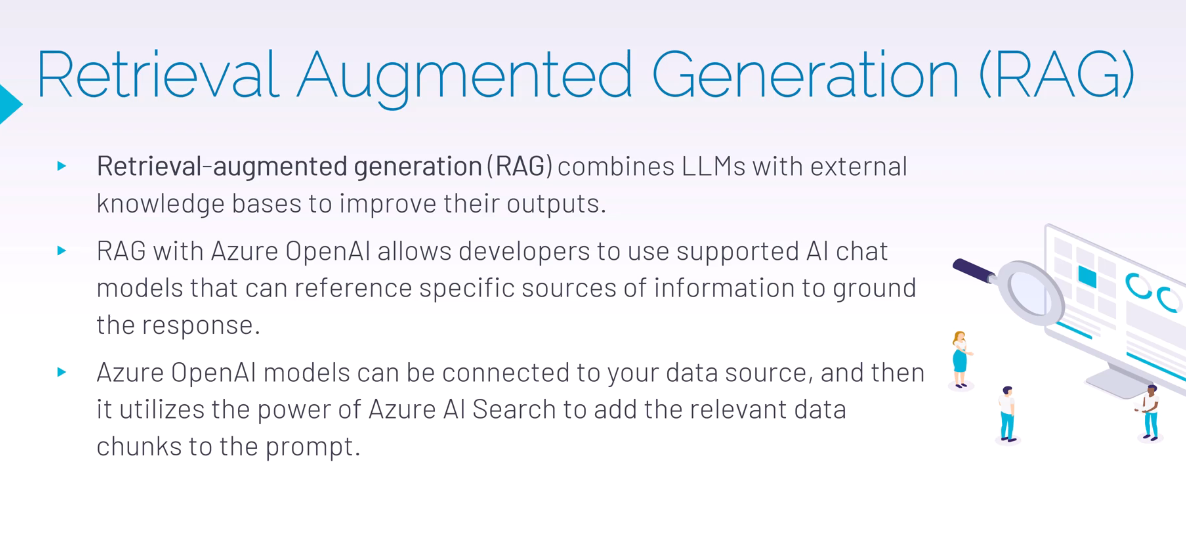 Retrieval Augmented Generation (RAG)
Retrieval-augmented generation (RAG) combines LLMs with external
knowledge bases to improve their outputs.
RAG with Azure OpenAI allows developers to use supported AI chat
models that can reference specific sources of information to ground
the response.
Azure OpenAI models can be connected to your data source, and then
it utilizes the power of Azure AI Search to add the relevant data
chunks to the prompt.